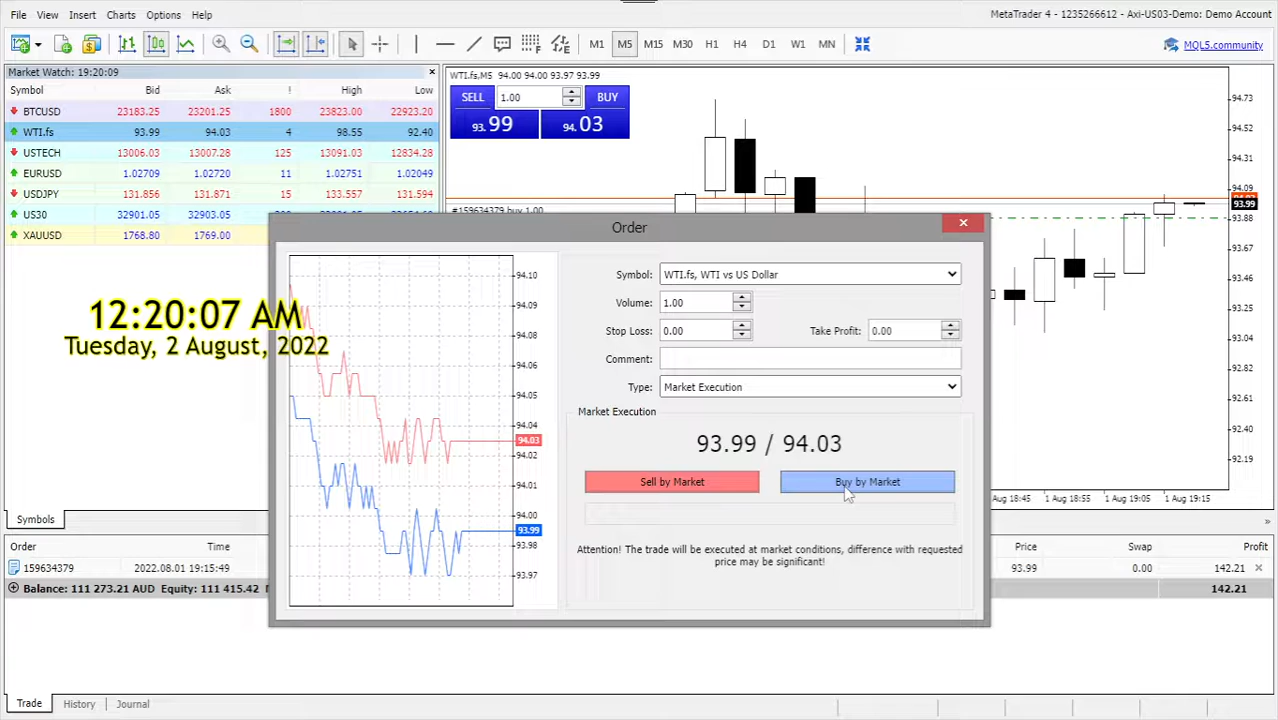 File View Insert Charts Options Help
MetaTrader 4 - 1235266612 - Axi-US03-Demo: Demo Account
M1 M5 M15 M30 H1 H4 D1 W1 MN
MQL5.community
Market Watch: 19:20:09
Symbol Bid Ask ! High Low
BTCUSD 23183.25 23201.25 1800 23823.00 22923.20
WTI.fs 93.99 94.03 4 98.55 92.40
USTECH 13006.03 13007.28 125 13091.03 12834.28
EURUSD 1.02709 1.02720 11 1.02751 1.02049
USDJPY 131.856 131.871 15 133.557 131.594
US30 32901.05 32903.05
XAUUSD 1768.80 1769.00
Symbols
WTI.fs,M5 94.00 94.00 93.97 93.99
SELL 1.00 BUY
93.99 94.03
#159634379 buy 1.00
94.73
94.52
94.31
94.09
93.99
93.88
93.67
93.46
93.25
93.03
92.82
92.61
92.40
92.19
Aug 18:45 1 Aug 18:55 1 Aug 19:05 1 Aug 19:15
12:20:07 AM
Tuesday, 2 August, 2022
Order
94.10
94.09
94.08
94.06
94.05
94.04
94.03
94.02
94.01
94.00
93.99
93.98
93.97
Symbol: WTI.fs, WTI vs US Dollar
Volume: 1.00
Stop Loss: 0.00 Take Profit: 0.00
Comment:
Type: Market Execution
Market Execution
93.99 / 94.03
Sell by Market Buy by Market
Attention! The trade will be executed at market conditions, difference with requested
price may be significant!
Order Time Price Swap Profit
159634379 2022.08.01 19:15:49 93.99 0.00 142.21
Balance: 111 273.21 AUD Equity: 111 415.42 142.21
Trade History Journal